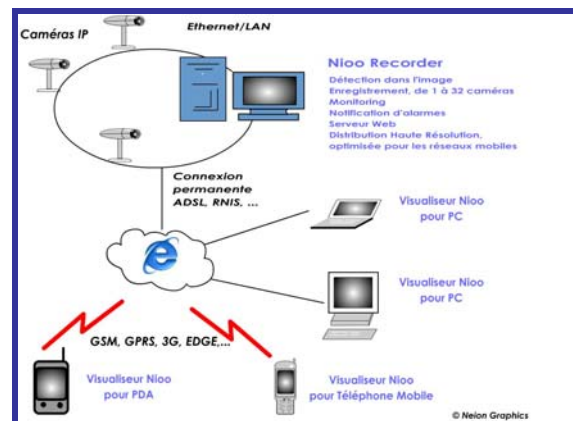 Ethernet/LAN
Caméras IP
Nioo Recorder
Détection dans l'image
Enregistrement, de 1 à 32 caméras
Monitoring
Notification d'alarmes
Serveur Web
Distribution Haute Résolution,
optimisée pour les réseaux mobiles
Connexion
permanente
ADSL, RNIS, ...
Visualiseur Nioo
pour PC
Visualiseur Nioo
pour PC
GSM, GPRS, 3G, EDGE,...
Visualiseur Nioo
pour PDA
Visualiseur Nioo
pour Téléphone Mobile
© Neion Graphics